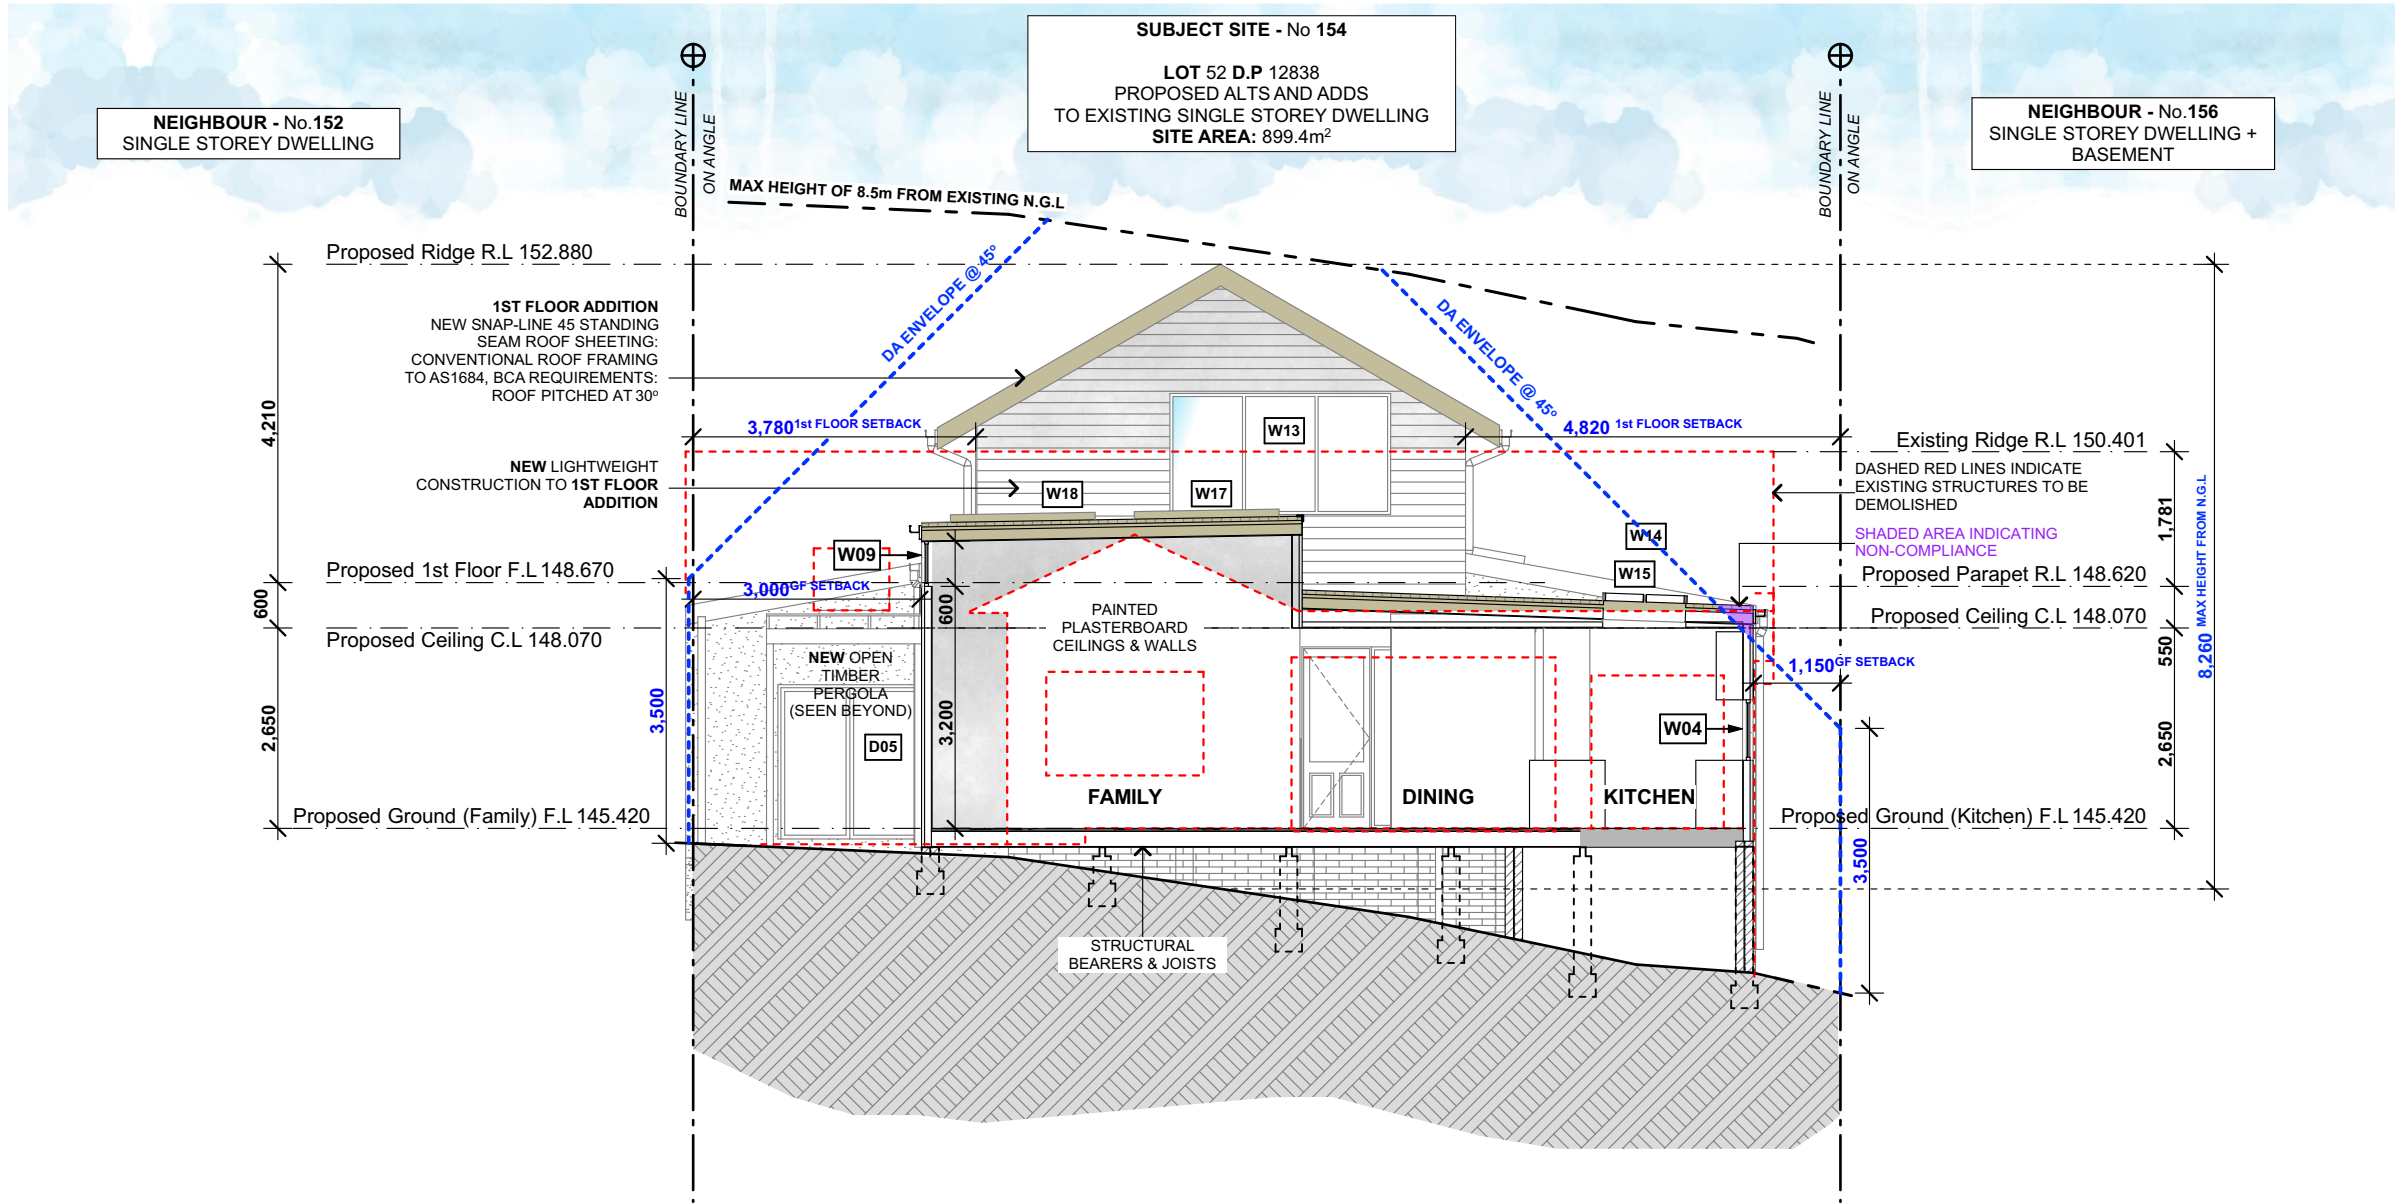 SUBJECT SITE - No 154
LOT 52 D.P 12838
PROPOSED ALTS AND ADDS
TO EXISTING SINGLE STOREY DWELLING
SITE AREA: 899.4m²
NEIGHBOUR - No.152
SINGLE STOREY DWELLING
NEIGHBOUR - No.156
SINGLE STOREY DWELLING +
BASEMENT
BOUNDARY LINE
ON ANGLE
BOUNDARY LINE
ON ANGLE
MAX HEIGHT OF 8.5m FROM EXISTING N.G.L
Proposed Ridge R.L 152.880
DA ENVELOPE @ 45°
DA ENVELOPE @ 45°
1ST FLOOR ADDITION
NEW SNAP-LINE 45 STANDING
SEAM ROOF SHEETING:
CONVENTIONAL ROOF FRAMING
TO AS1684, BCA REQUIREMENTS:
ROOF PITCHED AT 30º
4,210
3,780 1st FLOOR SETBACK
W13
4,820 1st FLOOR SETBACK
Existing Ridge R.L 150.401
NEW LIGHTWEIGHT
CONSTRUCTION TO 1ST FLOOR
ADDITION
W18
W17
DASHED RED LINES INDICATE
EXISTING STRUCTURES TO BE
DEMOLISHED
1,781
8,260 MAX HEIGHT FROM N.G.L
W14
SHADED AREA INDICATING
NON-COMPLIANCE
W09
Proposed 1st Floor F.L 148.670
W15
Proposed Parapet R.L 148.620
3,000 GF SETBACK
600
600
PAINTED
PLASTERBOARD
CEILINGS & WALLS
Proposed Ceiling C.L 148.070
Proposed Ceiling C.L 148.070
NEW OPEN
TIMBER
PERGOLA
(SEEN BEYOND)
550
1,150 GF SETBACK
3,500
2,650
3,200
D05
W04
2,650
FAMILY
DINING
KITCHEN
Proposed Ground (Family) F.L 145.420
Proposed Ground (Kitchen) F.L 145.420
3,500
STRUCTURAL
BEARERS & JOISTS